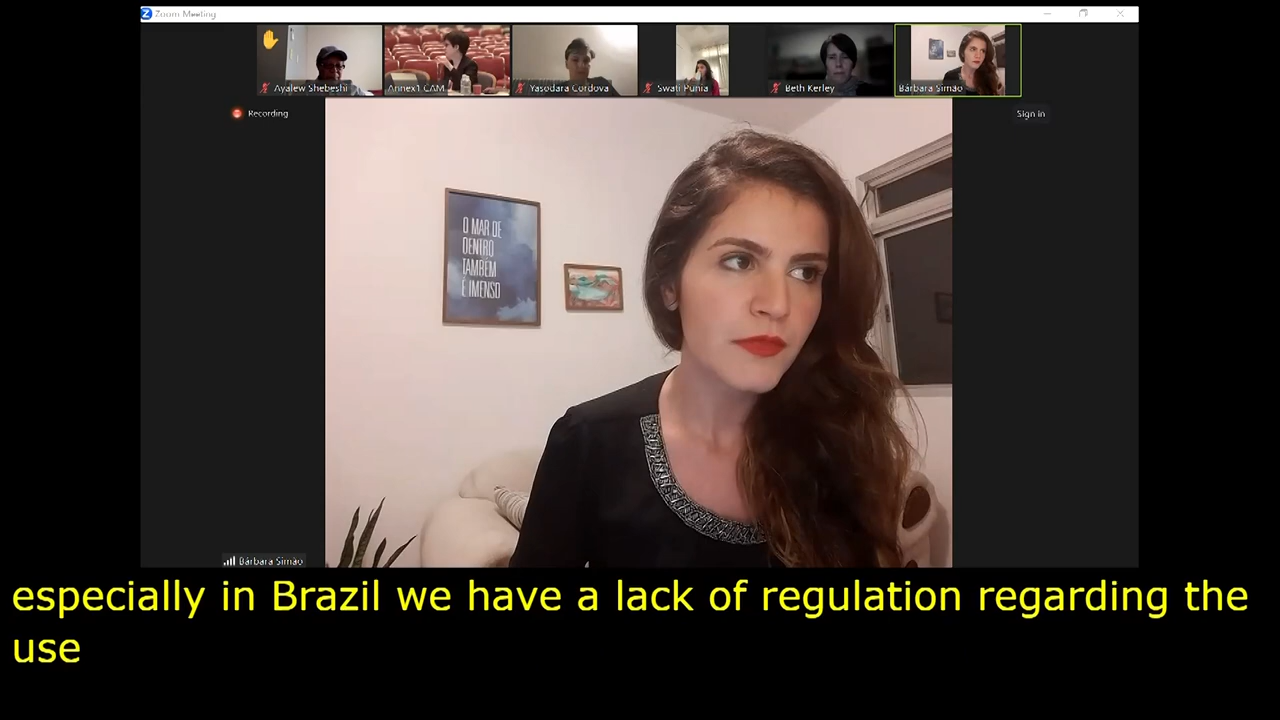 Zoom Meeting
Ayalew Shebeshi
Annex1 CAM
Yasodara Cordova
Swati Punia
Beth Kerley
Bárbara Simão
Recording
Sign in
O MAR DE
DENTRO
TAMBÉM
É IMENSO
Bárbara Simão
especially in Brazil we have a lack of regulation regarding the
use